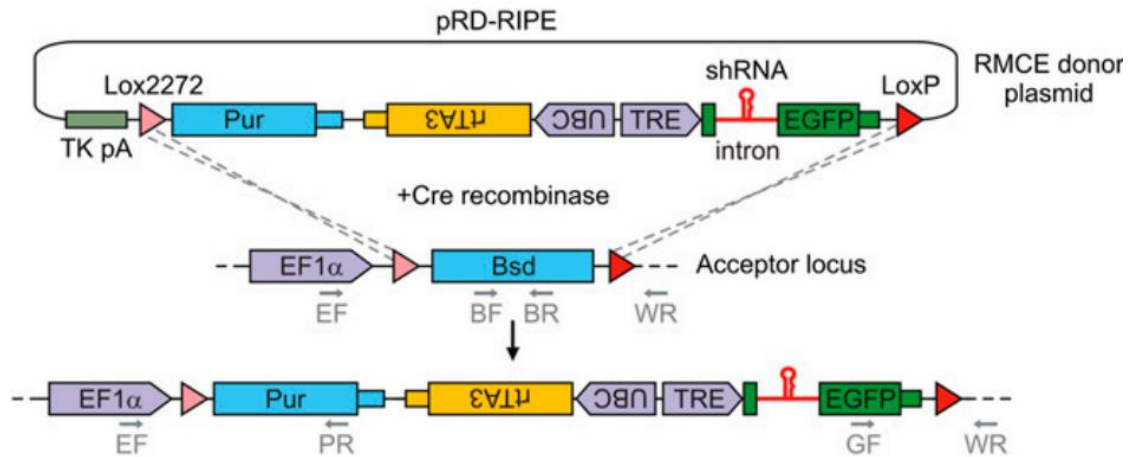 pRD-RIPE
Lox2272 shRNA LoxP RMCE donor
plasmid
Pur rtTA3 UBC TRE EGFP
TK pA intron
+Cre recombinase
EF1α Bsd Acceptor locus
EF BF BR WR
EF1α Pur rtTA3 UBC TRE EGFP
EF PR GF WR